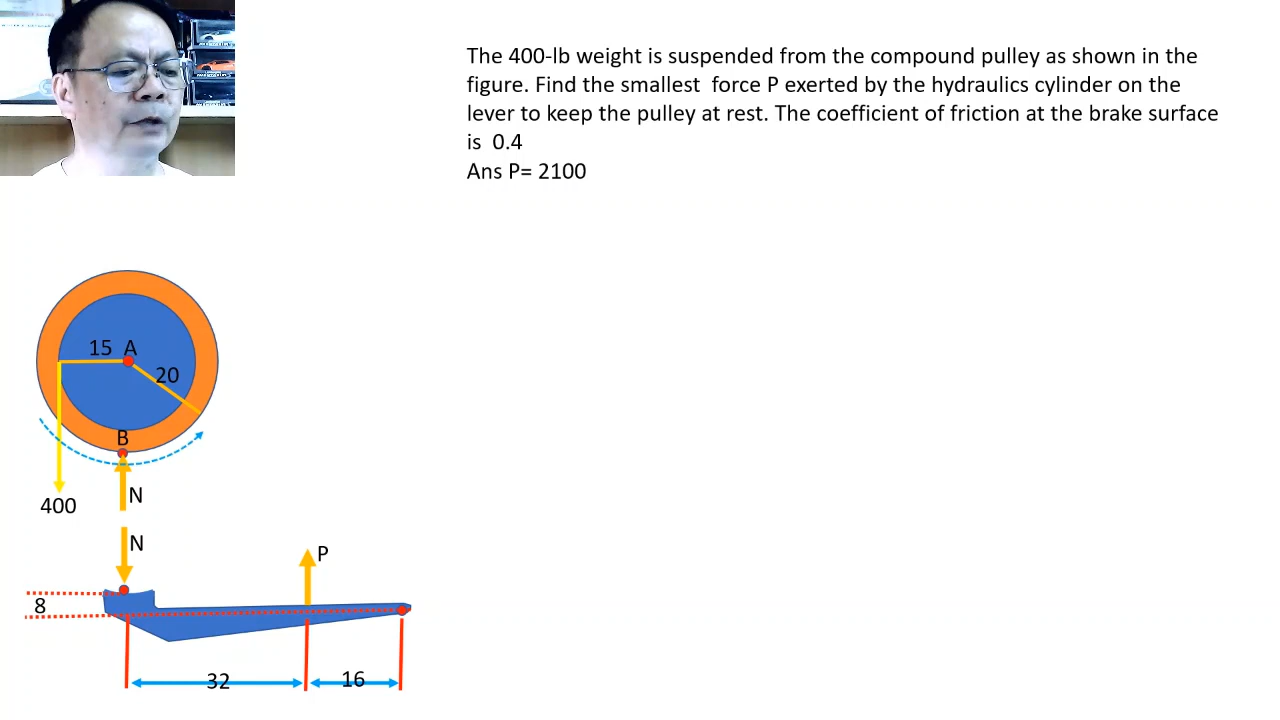 The 400-lb weight is suspended from the compound pulley as shown in the
figure. Find the smallest force P exerted by the hydraulics cylinder on the
lever to keep the pulley at rest. The coefficient of friction at the brake surface
is 0.4
Ans P= 2100
15 A
20
B
400
N
N
P
8
32
16